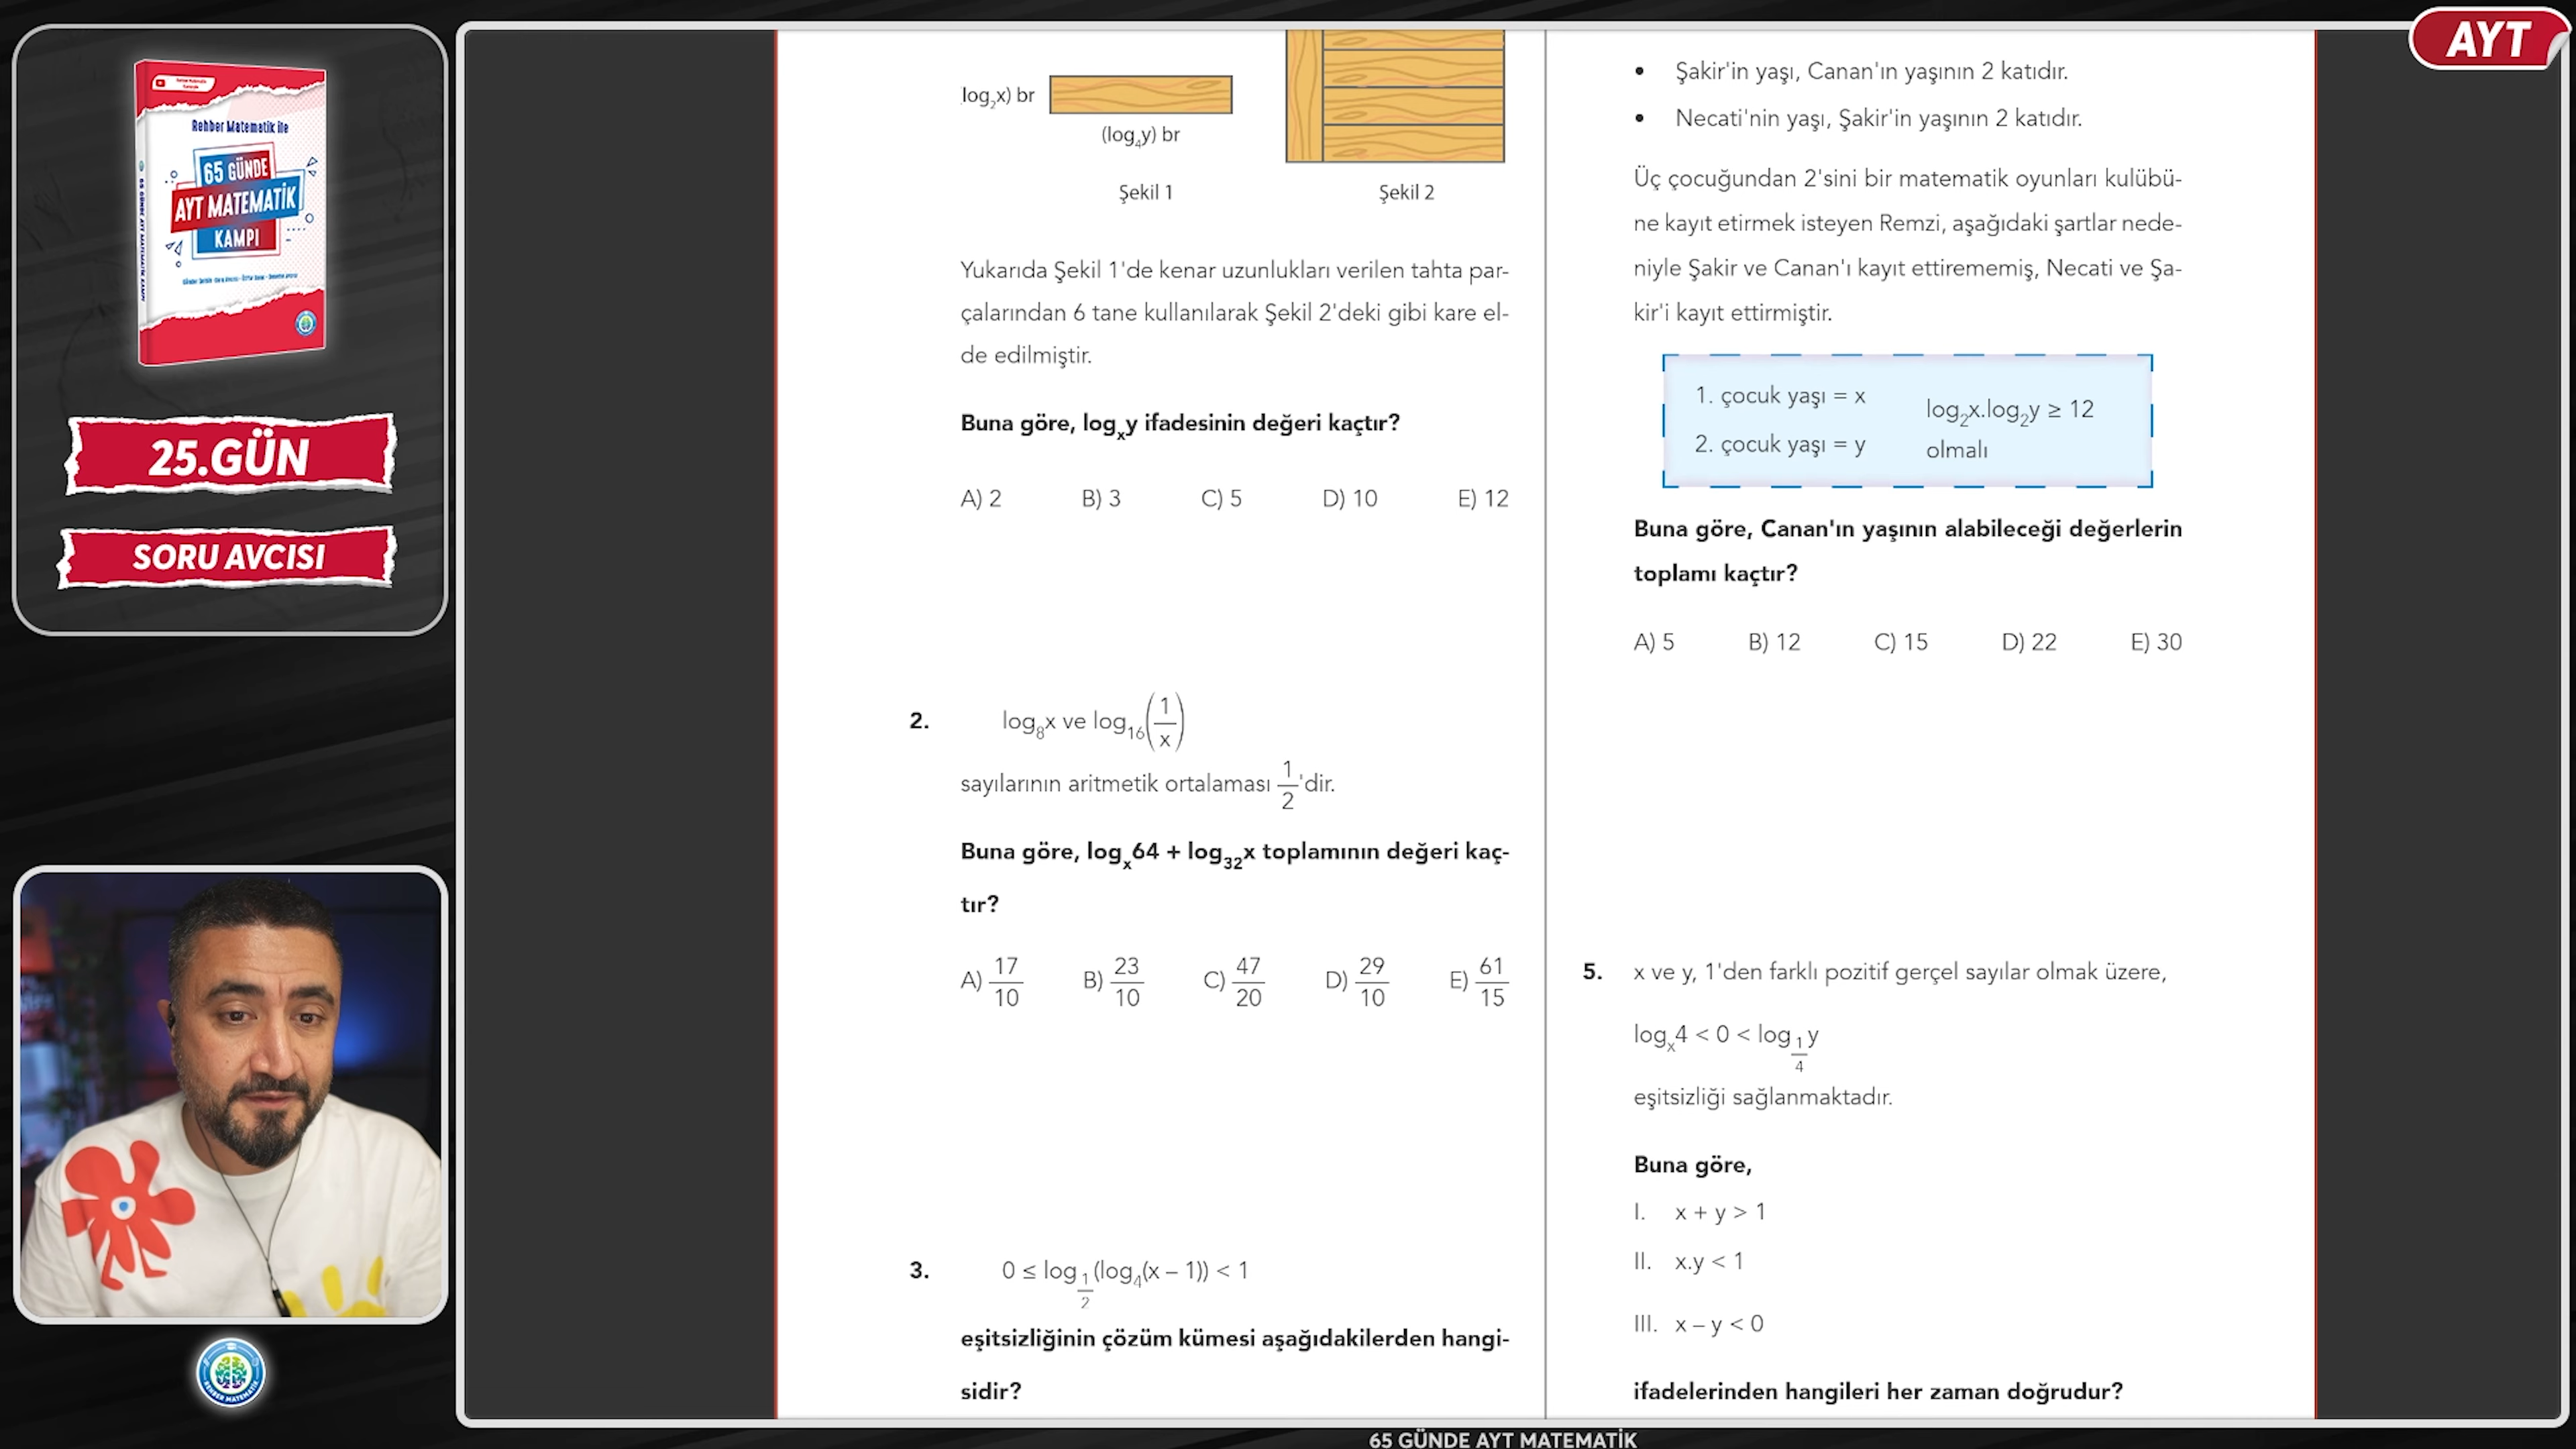 AYT
Rehber Matematik ile
65 GÜNDE
AYT MATEMATİK
KAMPI
25.GÜN
SORU AVCISI
REHBER MATEMATİK
log₂x) br
(log₄y) br
Şekil 1
Şekil 2
Yukarıda Şekil 1'de kenar uzunlukları verilen tahta par-
çalarından 6 tane kullanılarak Şekil 2'deki gibi kare el-
de edilmiştir.
Buna göre, logₓy ifadesinin değeri kaçtır?
A) 2 B) 3 C) 5 D) 10 E) 12
2. log₈x ve log₁₆(1/x)
sayılarının aritmetik ortalaması 1/2'dir.
Buna göre, logₓ64 + log₃₂x toplamının değeri kaç-
tır?
A) 17/10 B) 23/10 C) 47/20 D) 29/10 E) 61/15
3. 0 ≤ log_1/2(log₄(x – 1)) < 1
eşitsizliğinin çözüm kümesi aşağıdakilerden hangi-
sidir?
• Şakir'in yaşı, Canan'ın yaşının 2 katıdır.
• Necati'nin yaşı, Şakir'in yaşının 2 katıdır.
Üç çocuğundan 2'sini bir matematik oyunları kulübü-
ne kayıt etirmek isteyen Remzi, aşağıdaki şartlar nede-
niyle Şakir ve Canan'ı kayıt ettirememiş, Necati ve Şa-
kir'i kayıt ettirmiştir.
1. çocuk yaşı = x
2. çocuk yaşı = y
log₂x.log₂y ≥ 12
olmalı
Buna göre, Canan'ın yaşının alabileceği değerlerin
toplamı kaçtır?
A) 5 B) 12 C) 15 D) 22 E) 30
5. x ve y, 1'den farklı pozitif gerçel sayılar olmak üzere,
logₓ4 < 0 < log_1/4 y
eşitsizliği sağlanmaktadır.
Buna göre,
I. x + y > 1
II. x.y < 1
III. x – y < 0
ifadelerinden hangileri her zaman doğrudur?
65 GÜNDE AYT MATEMATİK